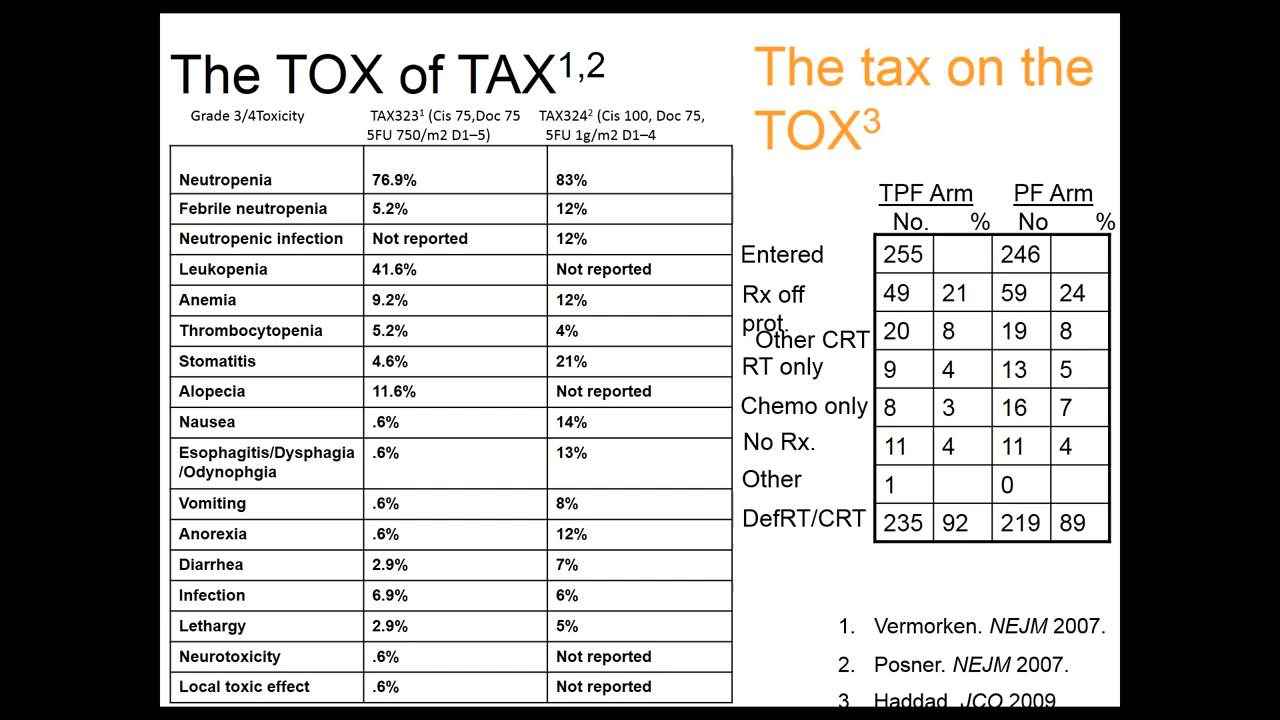 The TOX of TAX1,2
Grade 3/4Toxicity TAX323¹ (Cis 75,Doc 75 5FU 750/m2 D1–5) TAX324² (Cis 100, Doc 75, 5FU 1g/m2 D1–4
Neutropenia 76.9% 83%
Febrile neutropenia 5.2% 12%
Neutropenic infection Not reported 12%
Leukopenia 41.6% Not reported
Anemia 9.2% 12%
Thrombocytopenia 5.2% 4%
Stomatitis 4.6% 21%
Alopecia 11.6% Not reported
Nausea .6% 14%
Esophagitis/Dysphagia
/Odynophgia .6% 13%
Vomiting .6% 8%
Anorexia .6% 12%
Diarrhea 2.9% 7%
Infection 6.9% 6%
Lethargy 2.9% 5%
Neurotoxicity .6% Not reported
Local toxic effect .6% Not reported
The tax on the
TOX³
TPF Arm PF Arm
No. % No %
Entered 255 246
Rx off
prot. 49 21 59 24
Other CRT 20 8 19 8
RT only 9 4 13 5
Chemo only 8 3 16 7
No Rx. 11 4 11 4
Other 1 0
DefRT/CRT 235 92 219 89
1. Vermorken. NEJM 2007.
2. Posner. NEJM 2007.
3. Haddad. JCO 2009